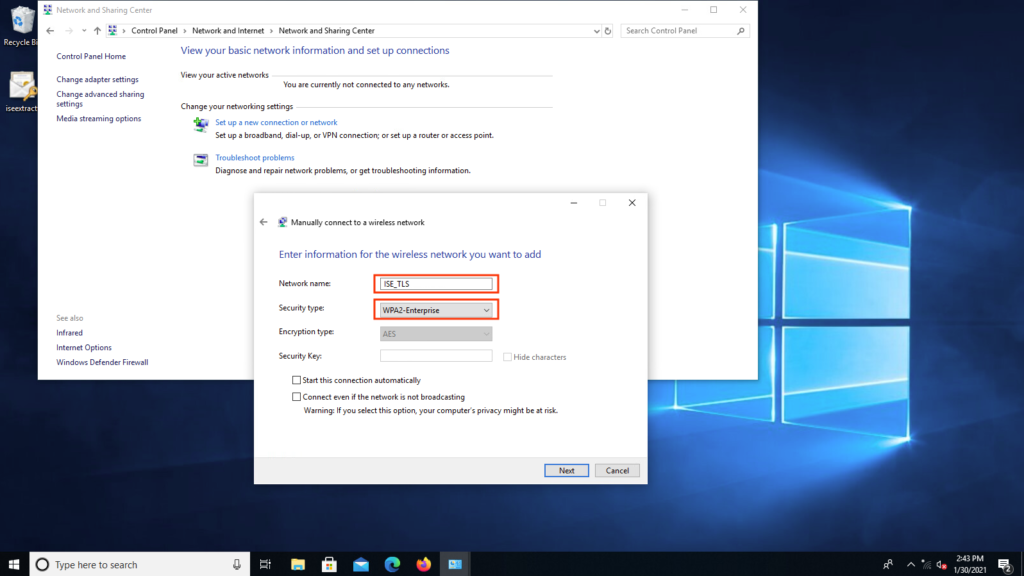 Network and Sharing Center
Control Panel > Network and Internet > Network and Sharing Center
Search Control Panel
Recycle Bi
iseextract
Control Panel Home
Change adapter settings
Change advanced sharing
settings
Media streaming options
View your basic network information and set up connections
View your active networks
You are currently not connected to any networks.
Change your networking settings
Set up a new connection or network
Set up a broadband, dial-up, or VPN connection; or set up a router or access point.
Troubleshoot problems
Diagnose and repair network problems, or get troubleshooting information.
See also
Infrared
Internet Options
Windows Defender Firewall
Manually connect to a wireless network
Enter information for the wireless network you want to add
Network name: ISE_TLS
Security type: WPA2-Enterprise
Encryption type: AES
Security Key: Hide characters
Start this connection automatically
Connect even if the network is not broadcasting
Warning: If you select this option, your computer's privacy might be at risk.
Next Cancel
Type here to search
2:43 PM
1/30/2021
2